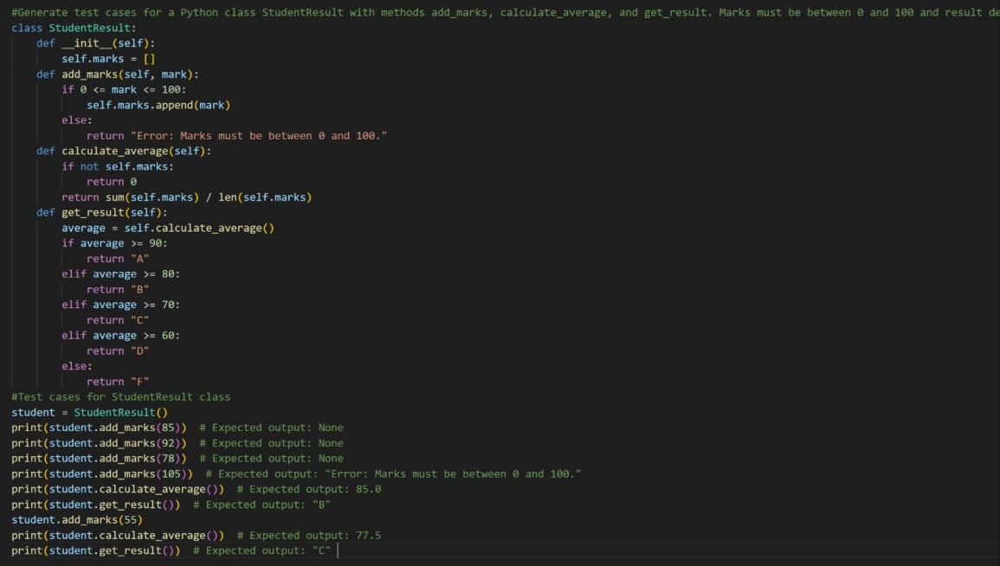 #Generate test cases for a Python class StudentResult with methods add_marks, calculate_average, and get_result. Marks must be between 0 and 100 and result
class StudentResult:
    def __init__(self):
        self.marks = []
    def add_marks(self, mark):
        if 0 <= mark <= 100:
            self.marks.append(mark)
        else:
            return "Error: Marks must be between 0 and 100."
    def calculate_average(self):
        if not self.marks:
            return 0
        return sum(self.marks) / len(self.marks)
    def get_result(self):
        average = self.calculate_average()
        if average >= 90:
            return "A"
        elif average >= 80:
            return "B"
        elif average >= 70:
            return "C"
        elif average >= 60:
            return "D"
        else:
            return "F"
#Test cases for StudentResult class
student = StudentResult()
print(student.add_marks(85))  # Expected output: None
print(student.add_marks(92))  # Expected output: None
print(student.add_marks(78))  # Expected output: None
print(student.add_marks(105))  # Expected output: "Error: Marks must be between 0 and 100."
print(student.calculate_average())  # Expected output: 85.0
print(student.get_result())  # Expected output: "B"
student.add_marks(55)
print(student.calculate_average())  # Expected output: 77.5
print(student.get_result())  # Expected output: "C"